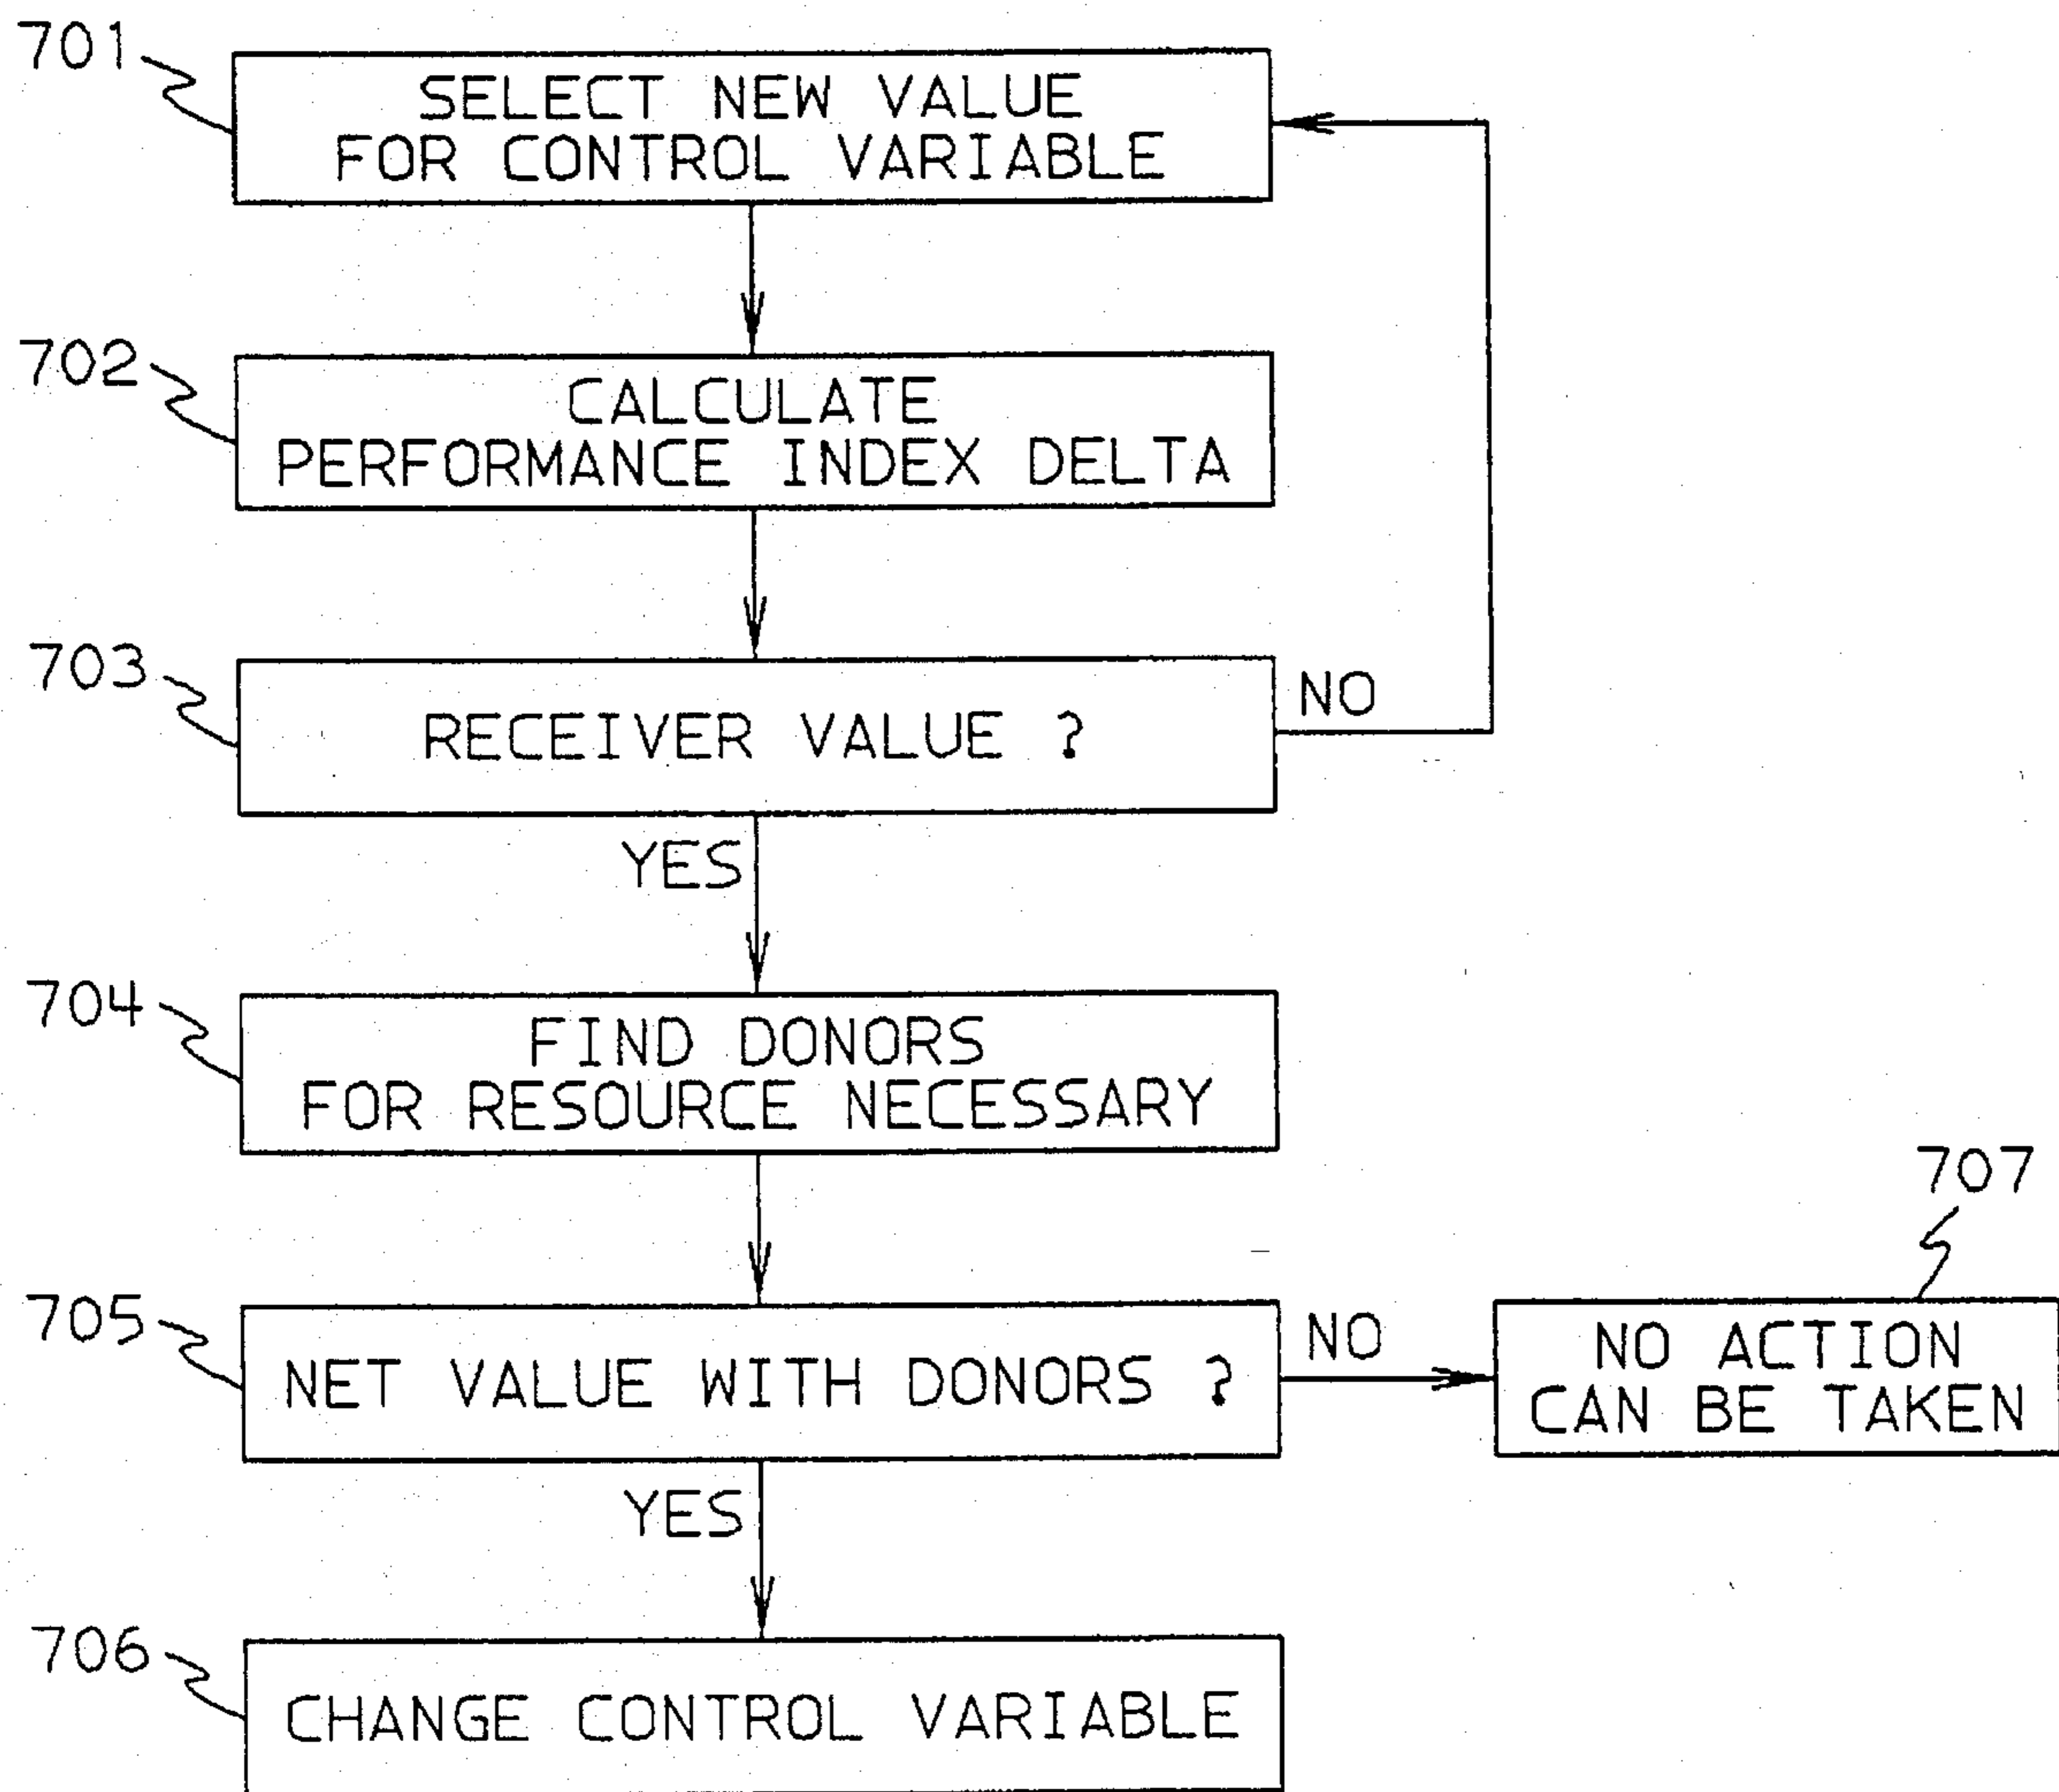 701
SELECT NEW VALUE
FOR CONTROL VARIABLE
702
CALCULATE
PERFORMANCE INDEX DELTA
703
RECEIVER VALUE ?
NO
YES
704
FIND DONORS
FOR RESOURCE NECESSARY
705
NET VALUE WITH DONORS ?
NO
707
NO ACTION
CAN BE TAKEN
YES
706
CHANGE CONTROL VARIABLE